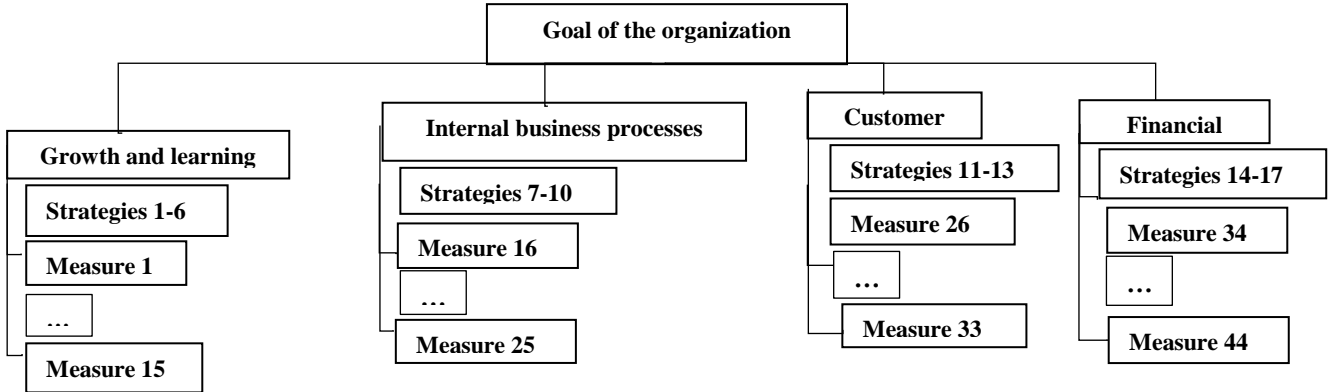 Goal of the organization
Growth and learning
Strategies 1-6
Measure 1
…
Measure 15
Internal business processes
Strategies 7-10
Measure 16
…
Measure 25
Customer
Strategies 11-13
Measure 26
…
Measure 33
Financial
Strategies 14-17
Measure 34
…
Measure 44